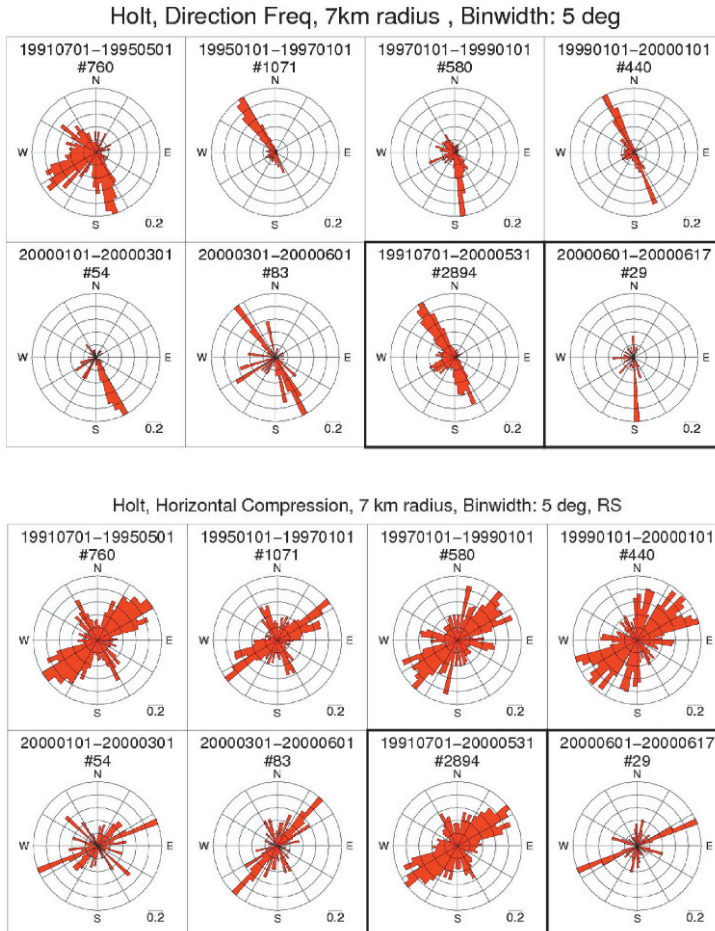 Holt, Direction Freq, 7km radius , Binwidth: 5 deg
19910701-19950501 19950101-19970101 19970101-19990101 19990101-20000101
#760 #1071 #580 #440
N N N N
W E W E W E W E
S 0.2 S 0.2 S 0.2 S 0.2
20000101-20000301 20000301-20000601 19910701-20000531 20000601-20000617
#54 #83 #2894 #29
N N N N
W E W E W E W E
S 0.2 S 0.2 S 0.2 S 0.2
Holt, Horizontal Compression, 7 km radius, Binwidth: 5 deg, RS
19910701-19950501 19950101-19970101 19970101-19990101 19990101-20000101
#760 #1071 #580 #440
N N N N
W E W E W E W E
S 0.2 S 0.2 S 0.2 S 0.2
20000101-20000301 20000301-20000601 19910701-20000531 20000601-20000617
#54 #83 #2894 #29
N N N N
W E W E W E W E
S 0.2 S 0.2 S 0.2 S 0.2